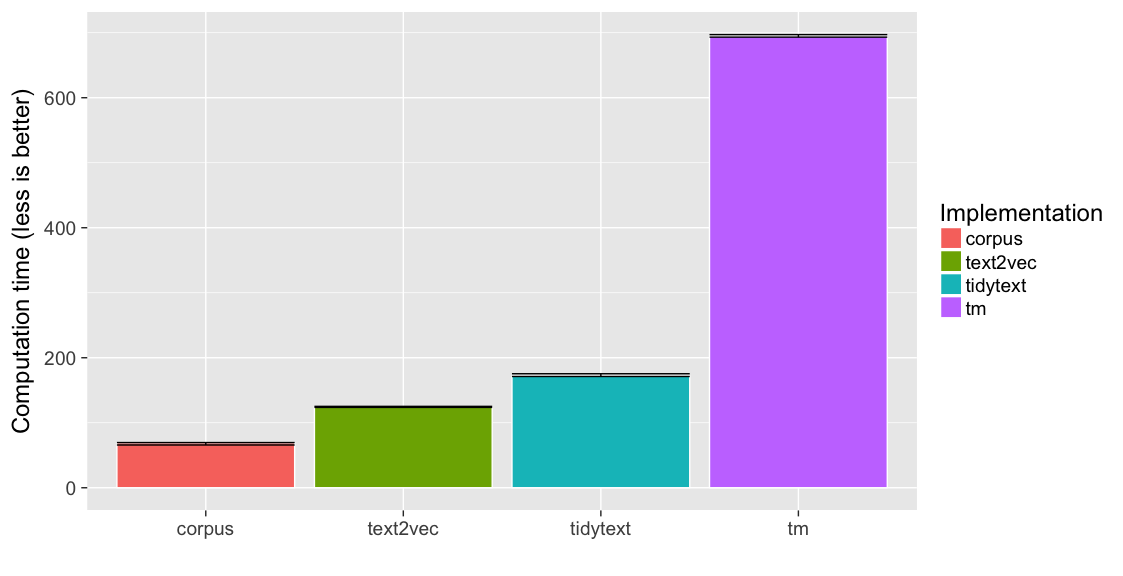 Computation time (less is better)
600
400
200
0
corpus
text2vec
tidytext
tm
Implementation
corpus
text2vec
tidytext
tm